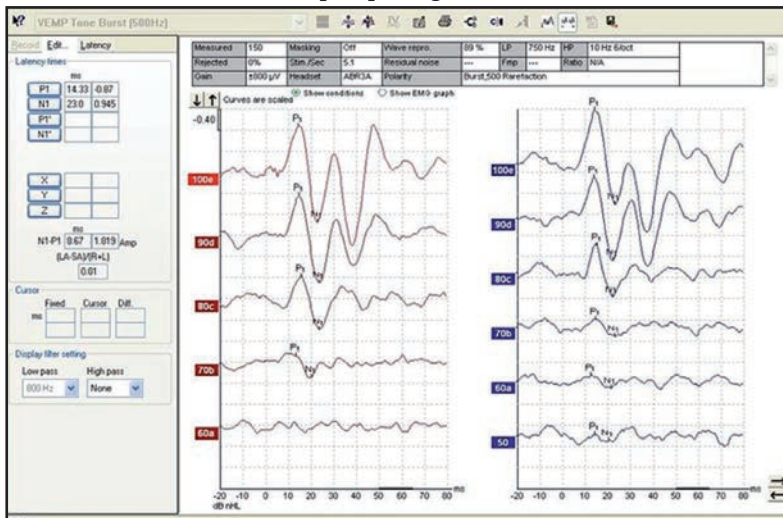 VEMP Tone Burst (500Hz)
Record Edit... Latency
Measured 150 Masking Off Wave repro. 89 % LP 750 Hz HP 10 Hz 6/oct
Rejected 0% Stim./Sec 5.1 Residual noise --- Fmp --- Ratio N/A
Gain ±800 µV Headset ABR3A Polarity Burst,500 Rarefaction
Latency times
ms
P1 14.33 -0.87
N1 23.0 0.945
P1'
N1'
X
Y
Z
ms
N1-P1 8.67 1.819 Amp
(LA-SA)/(R+L)
0.01
Cursor
Fixed Cursor Diff.
ms
Display filter setting
Low pass High pass
800 Hz None
Curves are scaled Show conditions Show EMG graph
-0.40
P1
N1
100e
P1
N1
90d
P1
N1
80c
P1
N1
70b
60a
-20 -10 0 10 20 30 40 50 60 70 80 ms
dB nHL
P1
N1
100e
P1
N1
90d
P1
N1
80c
P1
N1
70b
P1
N1
60a
P1
N1
50
-20 -10 0 10 20 30 40 50 60 70 80 ms